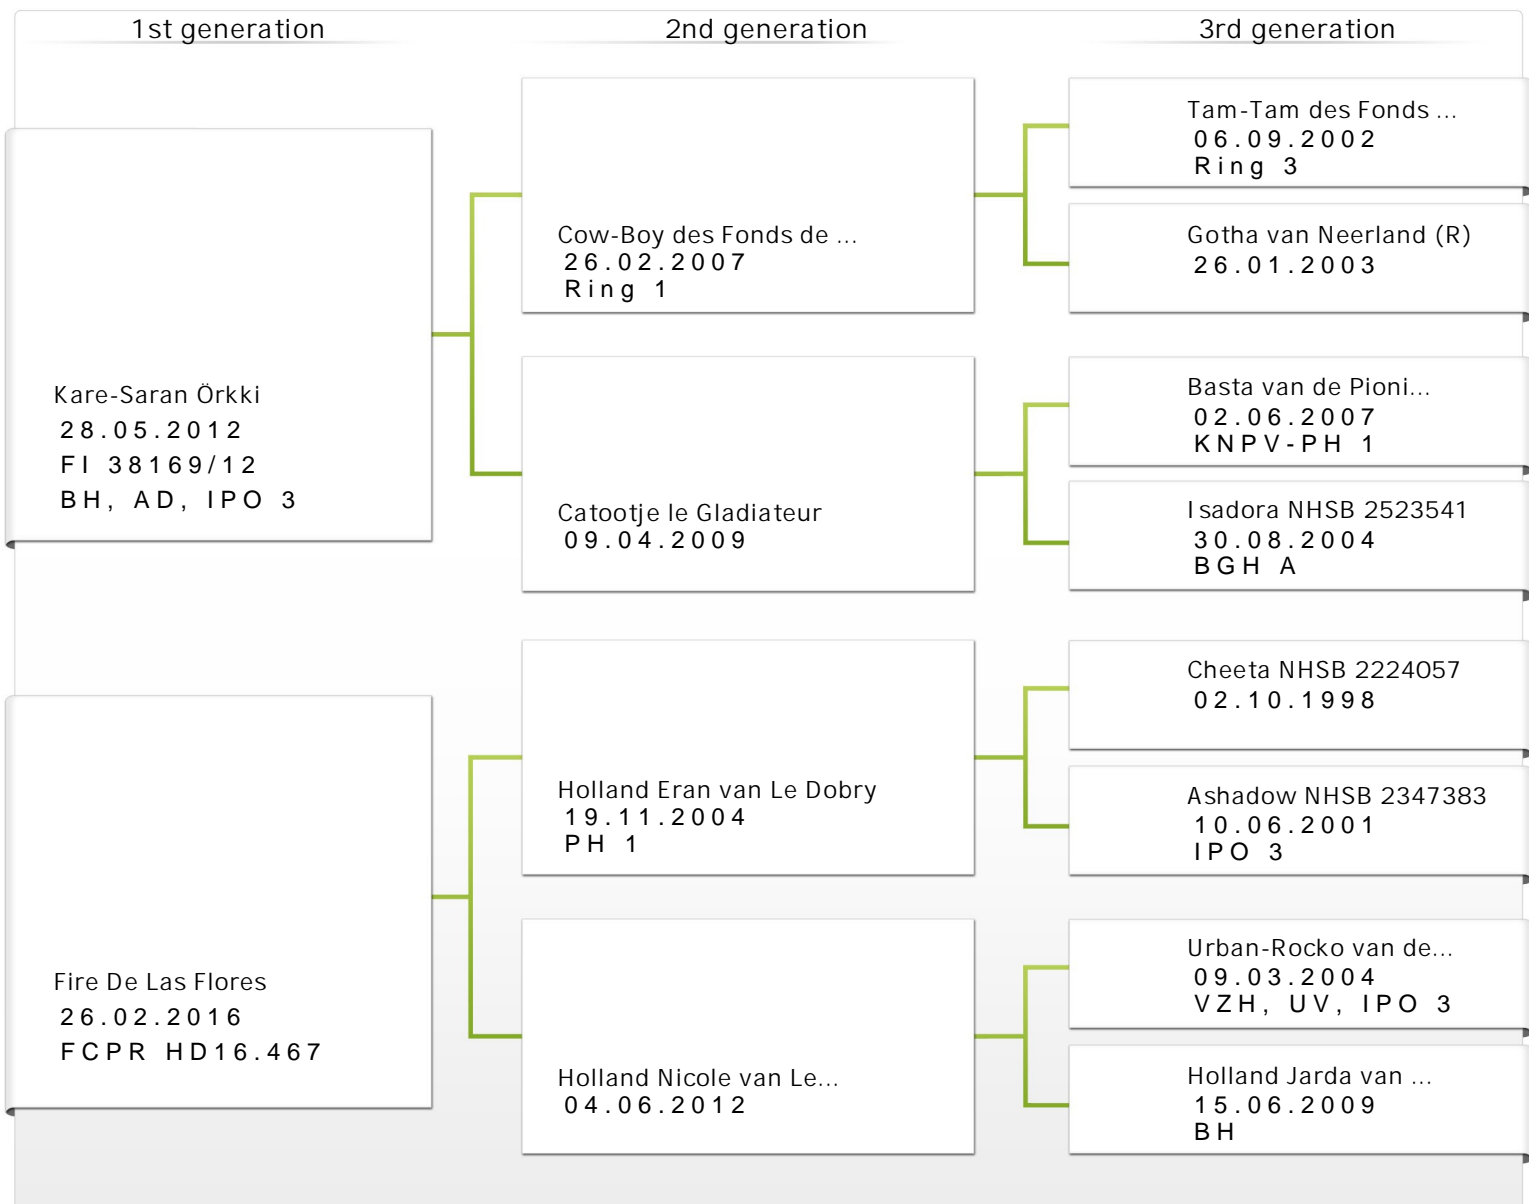 1st generation
2nd generation
3rd generation
Kare-Saran Örkki
28.05.2012
FI 38169/12
BH, AD, IPO 3
Fire De Las Flores
26.02.2016
FCPR HD16.467
Cow-Boy des Fonds de ...
26.02.2007
Ring 1
Catootje le Gladiateur
09.04.2009
Holland Eran van Le Dobry
19.11.2004
PH 1
Holland Nicole van Le...
04.06.2012
Tam-Tam des Fonds ...
06.09.2002
Ring 3
Gotha van Neerland (R)
26.01.2003
Basta van de Pioni...
02.06.2007
KNPV-PH 1
Isadora NHSB 2523541
30.08.2004
BGH A
Cheeta NHSB 2224057
02.10.1998
Ashadow NHSB 2347383
10.06.2001
IPO 3
Urban-Rocko van de...
09.03.2004
VZH, UV, IPO 3
Holland Jarda van ...
15.06.2009
BH